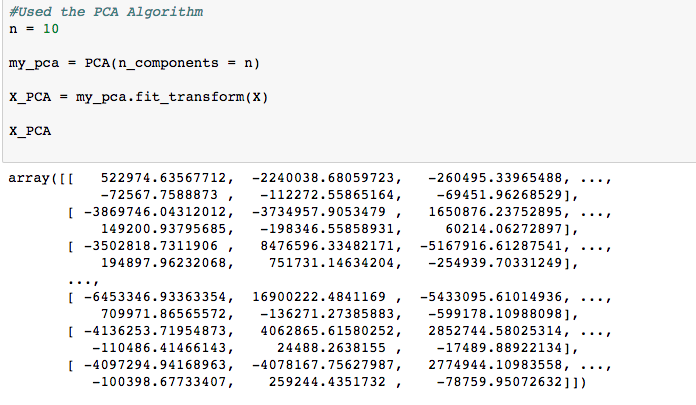 #Used the PCA Algorithm
n = 10
my_pca = PCA(n_components = n)
X_PCA = my_pca.fit_transform(X)
X_PCA
array([[   522974.63567712,  -2240038.68059723,   -260495.33965488, ...,
           -72567.7588873 ,   -112272.55865164,    -69451.96268529],
       [ -3869746.04312012,  -3734957.9053479 ,   1650876.23752895, ...,
           149200.93795685,   -198346.55858931,     60214.06272897],
       [ -3502818.7311906 ,   8476596.33482171,  -5167916.61287541, ...,
           194897.96232068,    751731.14634204,   -254939.70331249],
       ...,
       [ -6453346.93363354,  16900222.4841169 ,  -5433095.61014936, ...,
           709971.86565572,   -136271.27385883,   -599178.10988098],
       [ -4136253.71954873,   4062865.61580252,   2852744.58025314, ...,
          -110486.41466143,     24488.2638155 ,    -17489.88922134],
       [ -4097294.94168963,  -4078167.75627987,   2774944.10983558, ...,
          -100398.67733407,    259244.4351732 ,    -78759.95072632]])